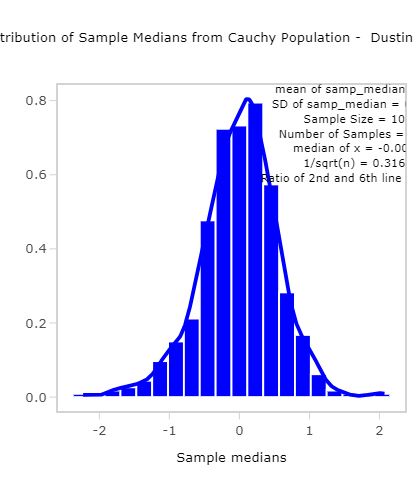 tribution of Sample Medians from Cauchy Population - Dustin
mean of samp_median
SD of samp_median =
Sample Size = 10
Number of Samples =
median of x = -0.00
1/sqrt(n) = 0.316
Ratio of 2nd and 6th line
0.8
0.6
0.4
0.2
0.0
-2 -1 0 1 2
Sample medians